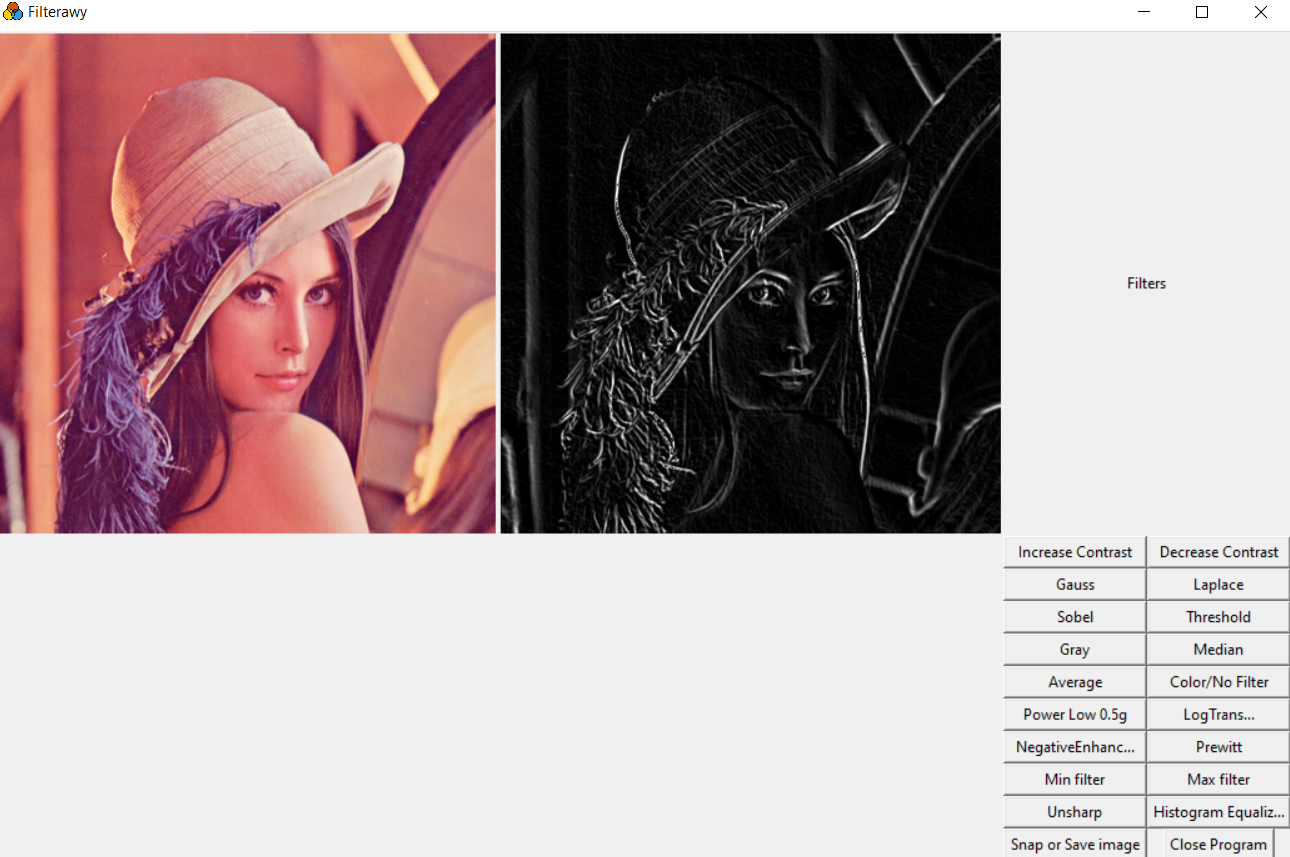 Filterawy
Filters
Increase Contrast Decrease Contrast
Gauss Laplace
Sobel Threshold
Gray Median
Average Color/No Filter
Power Low 0.5g LogTrans...
NegativeEnhanc... Prewitt
Min filter Max filter
Unsharp Histogram Equaliz...
Snap or Save image Close Program